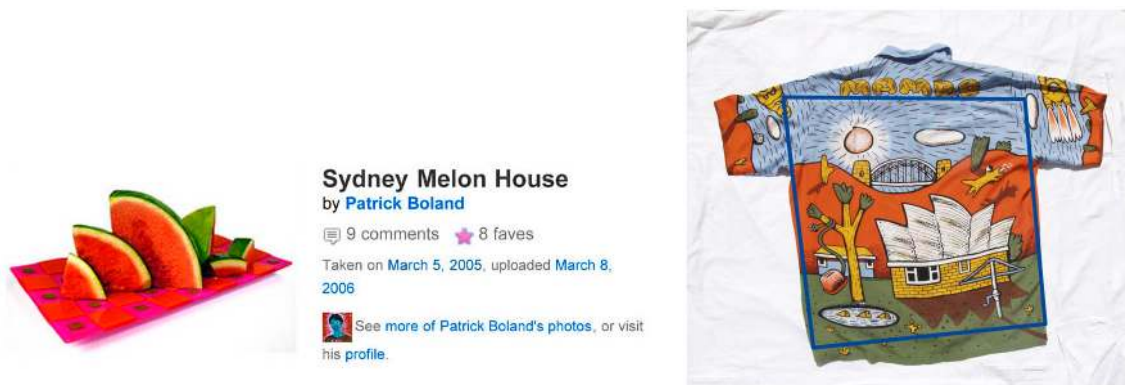 Sydney Melon House
by Patrick Boland
9 comments 8 faves
Taken on March 5, 2005, uploaded March 8,
2006
See more of Patrick Boland's photos, or visit
his profile.
MAMBO